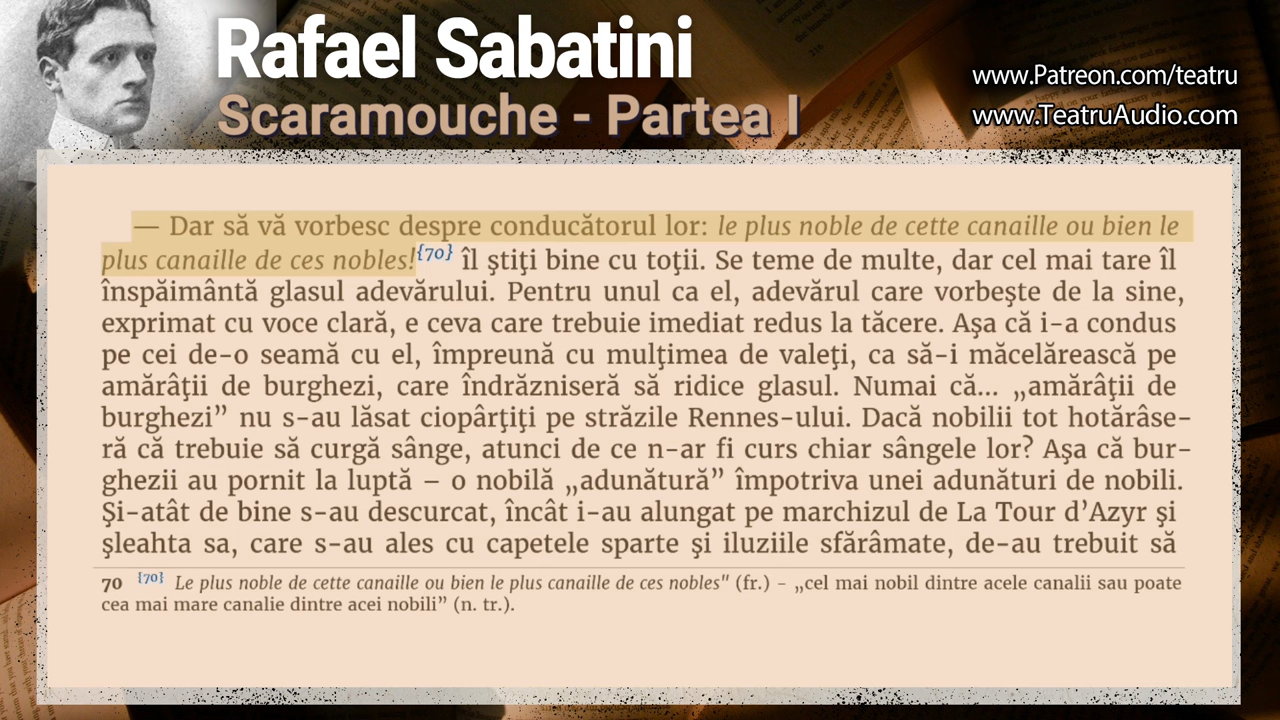 Rafael Sabatini
Scaramouche - Partea I
www.Patreon.com/teatru
www.TeatruAudio.com
— Dar să vă vorbesc despre conducătorul lor: le plus noble de cette canaille ou bien le
plus canaille de ces nobles!{70} îl ştiţi bine cu toţii. Se teme de multe, dar cel mai tare îl
înspăimântă glasul adevărului. Pentru unul ca el, adevărul care vorbeşte de la sine,
exprimat cu voce clară, e ceva care trebuie imediat redus la tăcere. Aşa că i-a condus
pe cei de-o seamă cu el, împreună cu mulţimea de valeţi, ca să-i măcelărească pe
amărâţii de burghezi, care îndrăzniseră să ridice glasul. Numai că... „amărâţii de
burghezi” nu s-au lăsat ciopârţiţi pe străzile Rennes-ului. Dacă nobilii tot hotărâse-
ră că trebuie să curgă sânge, atunci de ce n-ar fi curs chiar sângele lor? Aşa că bur-
ghezii au pornit la luptă – o nobilă „adunătură” împotriva unei adunături de nobili.
Şi-atât de bine s-au descurcat, încât i-au alungat pe marchizul de La Tour d’Azyr şi
şleahta sa, care s-au ales cu capetele sparte şi iluziile sfărâmate, de-au trebuit să
70 {70} Le plus noble de cette canaille ou bien le plus canaille de ces nobles" (fr.) - „cel mai nobil dintre acele canalii sau poate
cea mai mare canalie dintre acei nobili” (n. tr.).